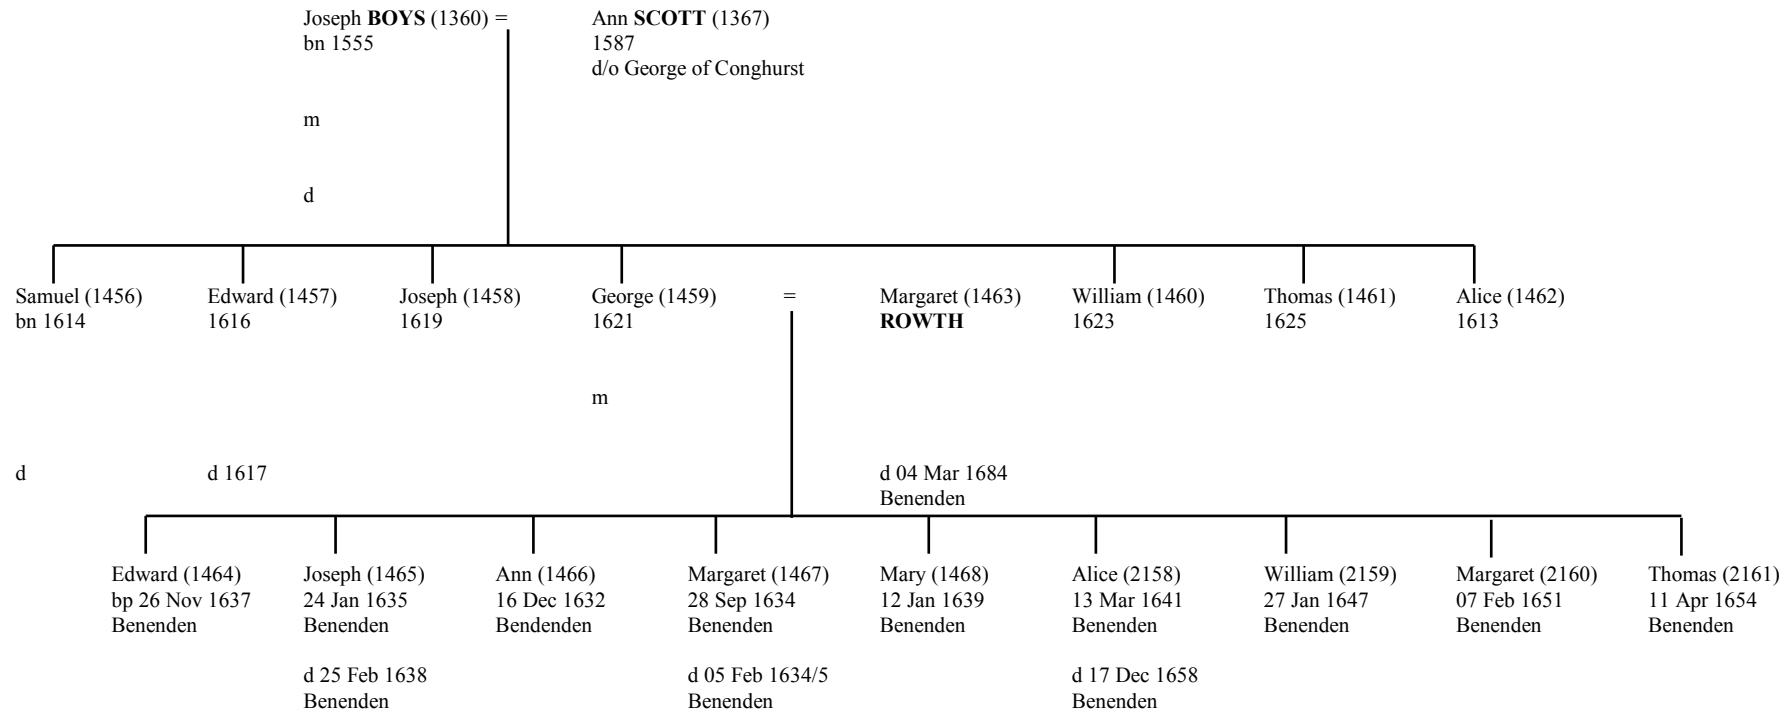 Joseph BOYS (1360) = Ann SCOTT (1367)
bn 1555 1587
d/o George of Conghurst
m
d
Samuel (1456) Edward (1457) Joseph (1458) George (1459) = Margaret (1463) William (1460) Thomas (1461) Alice (1462)
bn 1614 1616 1619 1621 ROWTH 1623 1625 1613
m
d d 1617 d 04 Mar 1684
Benenden
Edward (1464) Joseph (1465) Ann (1466) Margaret (1467) Mary (1468) Alice (2158) William (2159) Margaret (2160) Thomas (2161)
bp 26 Nov 1637 24 Jan 1635 16 Dec 1632 28 Sep 1634 12 Jan 1639 13 Mar 1641 27 Jan 1647 07 Feb 1651 11 Apr 1654
Benenden Benenden Bendenden Benenden Benenden Benenden Benenden Benenden Benenden
d 25 Feb 1638 d 05 Feb 1634/5 d 17 Dec 1658
Benenden Benenden Benenden